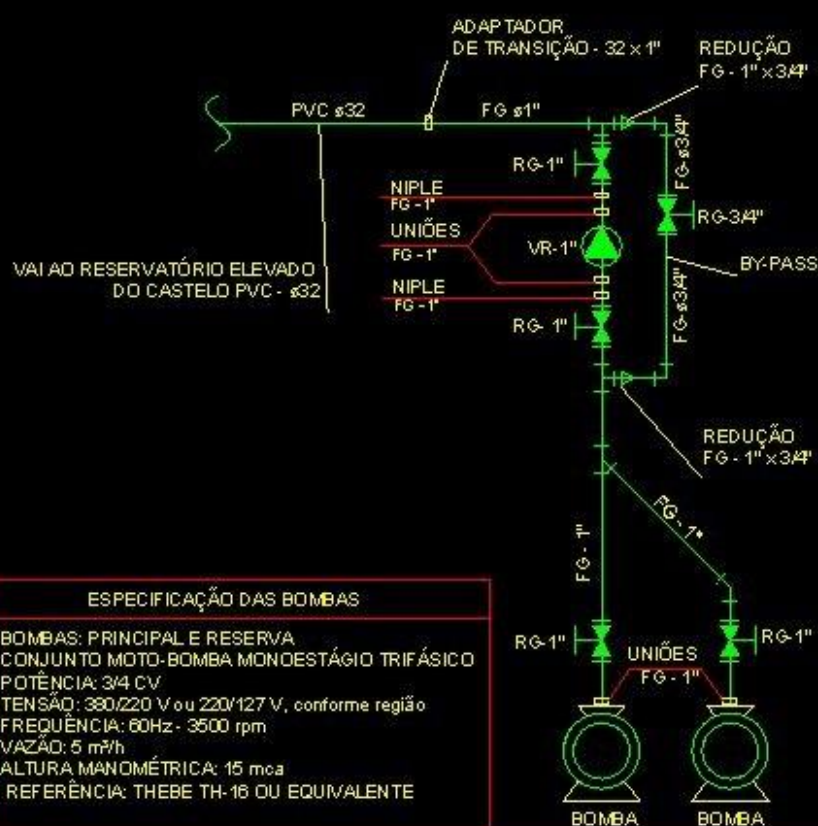 ADAPTADOR
DE TRANSIÇÃO - 32 x 1"
REDUÇÃO
FG - 1" x 3/4"
PVC ø32
FG ø1"
RG-1"
FG-ø3/4"
NIPLE
FG -1"
RG-3/4"
UNIÕES
FG -1"
VR-1"
BY-PASS
VAI AO RESERVATÓRIO ELEVADO
DO CASTELO PVC - ø32
NIPLE
FG -1"
FG-ø3/4"
RG- 1"
REDUÇÃO
FG - 1" x 3/4"
FG - 1"
FG - 1"
RG-1"
UNIÕES
FG - 1"
RG-1"
BOMBA
BOMBA
ESPECIFICAÇÃO DAS BOMBAS
BOMBAS: PRINCIPAL E RESERVA
CONJUNTO MOTO-BOMBA MONOESTÁGIO TRIFÁSICO
POTÊNCIA: 3/4 CV
TENSÃO: 380/220 V ou 220/127 V, conforme região
FREQUÊNCIA: 60Hz - 3500 rpm
VAZÃO: 5 m³/h
ALTURA MANOMÉTRICA: 15 mca
REFERÊNCIA: THEBE TH-16 OU EQUIVALENTE